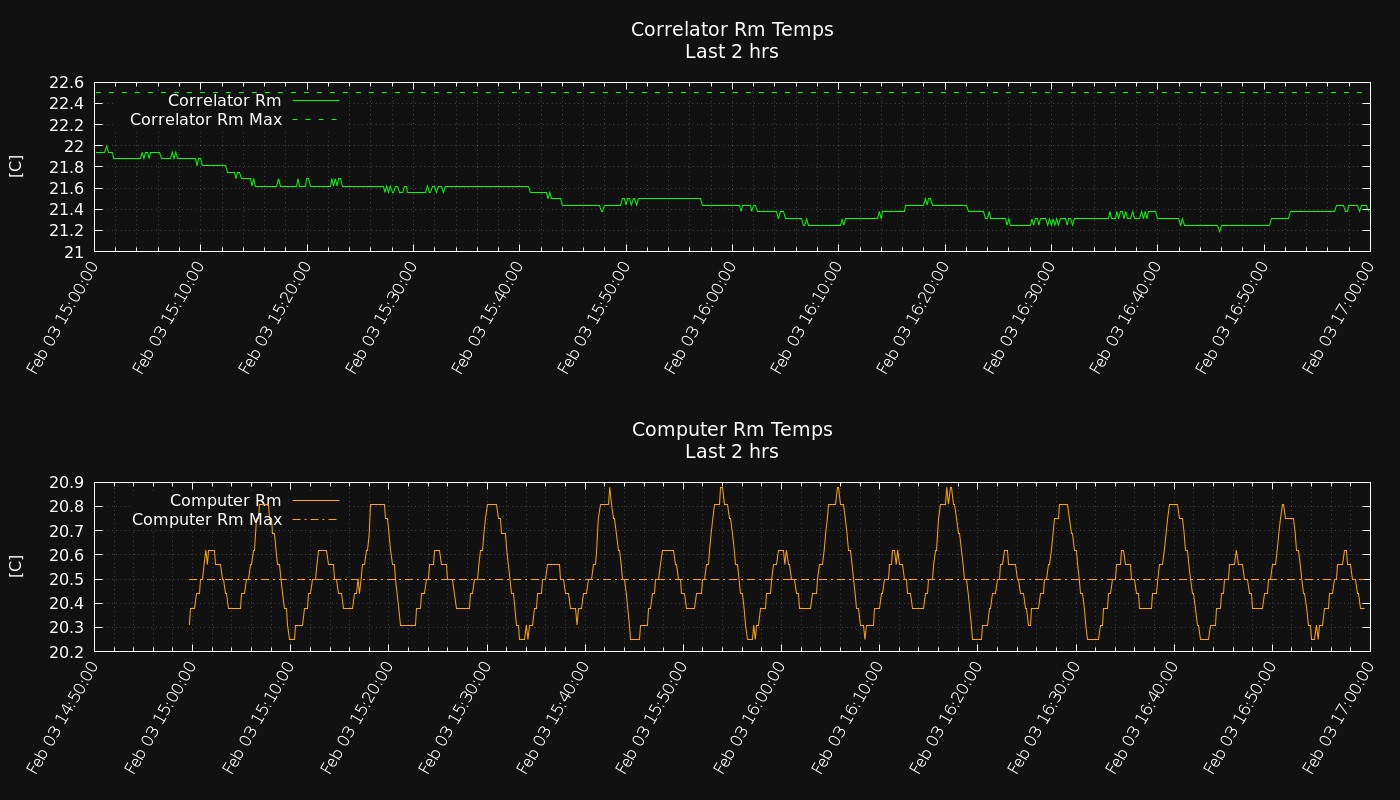 Correlator Rm Temps
Last 2 hrs
22.6
22.4
22.2
22
21.8
21.6
21.4
21.2
21
[C]
Correlator Rm
Correlator Rm Max
Feb 03 15:00:00
Feb 03 15:10:00
Feb 03 15:20:00
Feb 03 15:30:00
Feb 03 15:40:00
Feb 03 15:50:00
Feb 03 16:00:00
Feb 03 16:10:00
Feb 03 16:20:00
Feb 03 16:30:00
Feb 03 16:40:00
Feb 03 16:50:00
Feb 03 17:00:00
Computer Rm Temps
Last 2 hrs
20.9
20.8
20.7
20.6
20.5
20.4
20.3
20.2
[C]
Computer Rm
Computer Rm Max
Feb 03 14:50:00
Feb 03 15:00:00
Feb 03 15:10:00
Feb 03 15:20:00
Feb 03 15:30:00
Feb 03 15:40:00
Feb 03 15:50:00
Feb 03 16:00:00
Feb 03 16:10:00
Feb 03 16:20:00
Feb 03 16:30:00
Feb 03 16:40:00
Feb 03 16:50:00
Feb 03 17:00:00